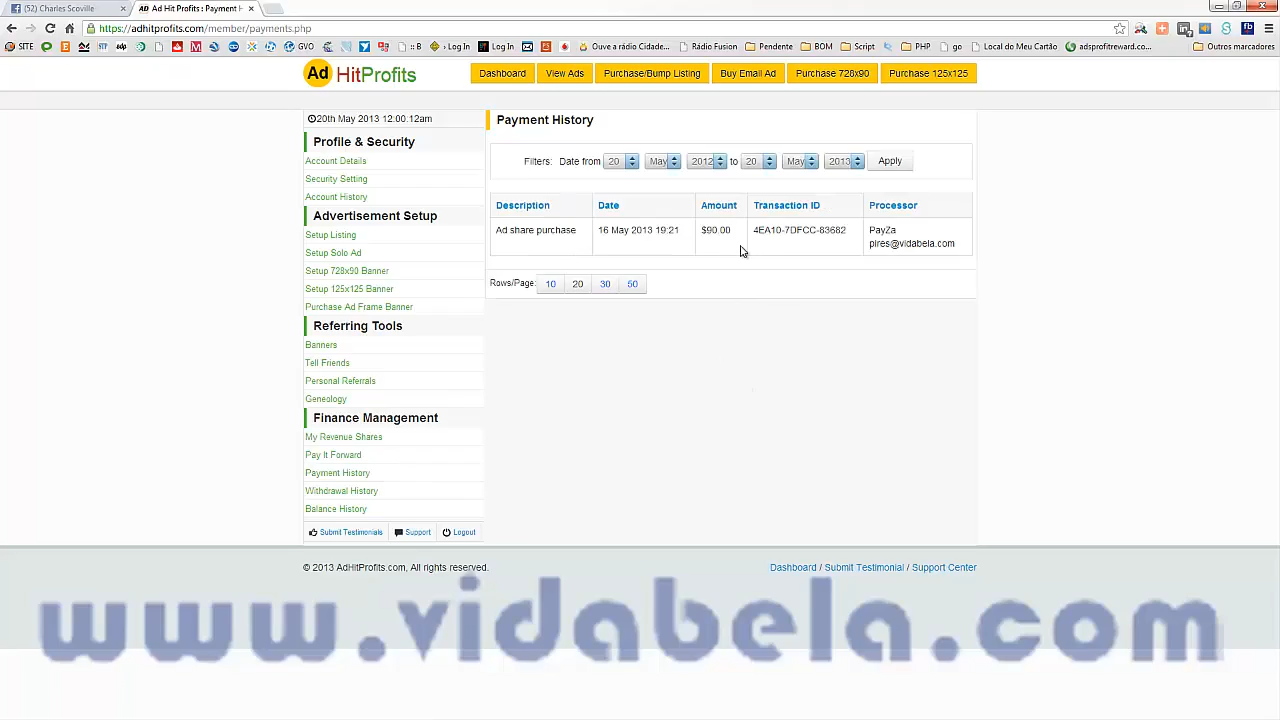 (52) Charles Scoville
Ad Hit Profits : Payment H
https://adhitprofits.com/member/payments.php
SITE
adp
GVO
:: B
Log In
Log In
Ouve a rádio Cidade...
Rádio Fusion
Pendente
BOM
Script
PHP
go
Local do Meu Cartão
adsprofitreward.co...
Outros marcadores
Ad HitProfits
Dashboard
View Ads
Purchase/Bump Listing
Buy Email Ad
Purchase 728x90
Purchase 125x125
20th May 2013 12:00:12am
Profile & Security
Account Details
Security Setting
Account History
Advertisement Setup
Setup Listing
Setup Solo Ad
Setup 728x90 Banner
Setup 125x125 Banner
Purchase Ad Frame Banner
Referring Tools
Banners
Tell Friends
Personal Referrals
Geneology
Finance Management
My Revenue Shares
Pay It Forward
Payment History
Withdrawal History
Balance History
Submit Testimonials
Support
Logout
Payment History
Filters: Date from 20 May 2012 to 20 May 2013 Apply
Description Date Amount Transaction ID Processor
Ad share purchase 16 May 2013 19:21 $90.00 4EA10-7DFCC-83682 PayZa
pires@vidabela.com
Rows/Page: 10 20 30 50
© 2013 AdHitProfits.com, All rights reserved.
Dashboard / Submit Testimonial / Support Center
www.vidabela.com